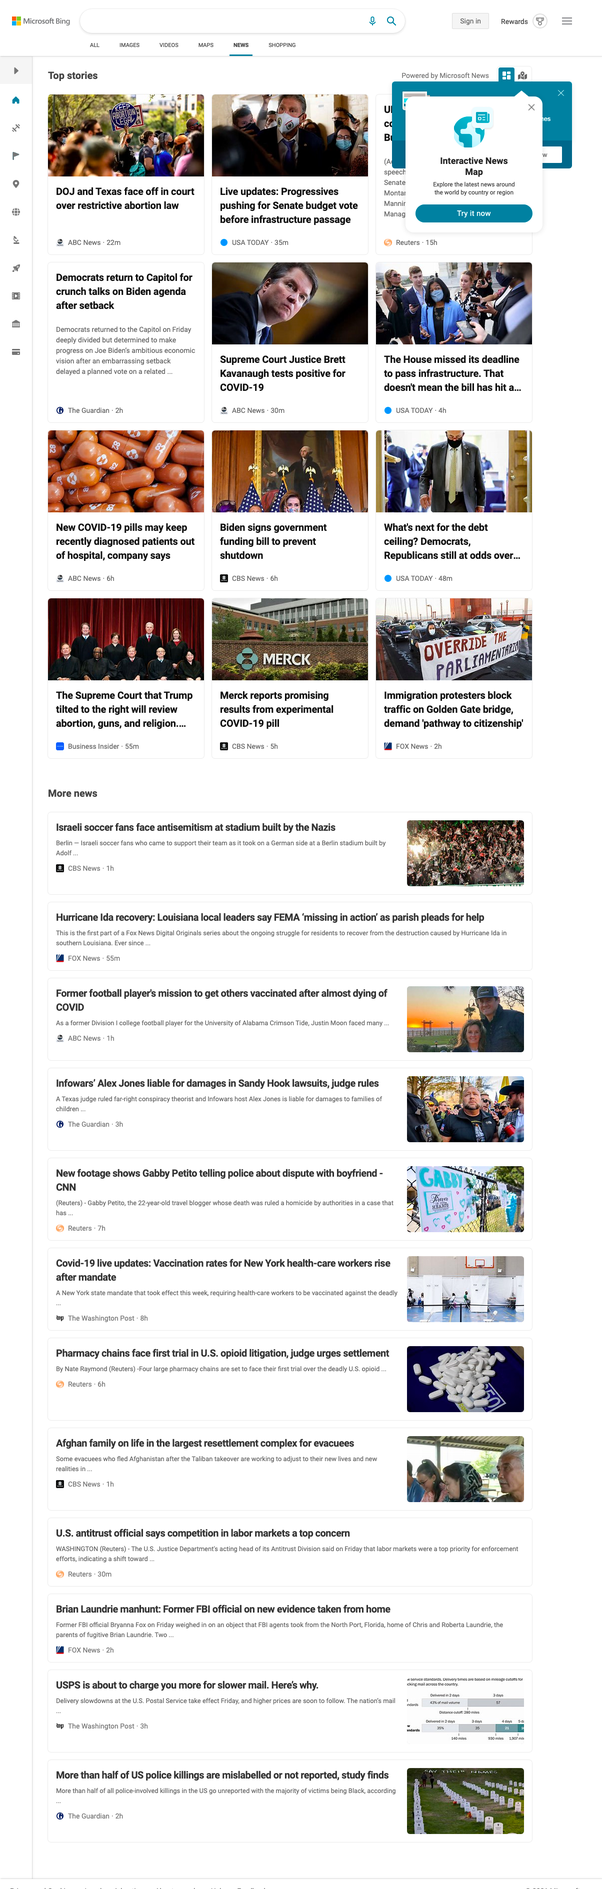 Microsoft Bing
Sign in
Rewards
ALL
IMAGES
VIDEOS
MAPS
NEWS
SHOPPING
Top stories
Powered by Microsoft News
Interactive News
Map
Explore the latest news around
the world by country or region
Try it now
DOJ and Texas face off in court
over restrictive abortion law
ABC News · 22m
Live updates: Progressives
pushing for Senate budget vote
before infrastructure passage
USA TODAY · 35m
Reuters · 15h
Democrats return to Capitol for
crunch talks on Biden agenda
after setback
Democrats returned to the Capitol on Friday
deeply divided but determined to make
progress on Joe Biden's ambitious economic
vision after an embarrassing setback
delayed a planned vote on a related ...
The Guardian · 2h
Supreme Court Justice Brett
Kavanaugh tests positive for
COVID-19
ABC News · 30m
The House missed its deadline
to pass infrastructure. That
doesn't mean the bill has hit a...
USA TODAY · 4h
New COVID-19 pills may keep
recently diagnosed patients out
of hospital, company says
ABC News · 6h
Biden signs government
funding bill to prevent
shutdown
CBS News · 6h
What's next for the debt
ceiling? Democrats,
Republicans still at odds over...
USA TODAY · 48m
MERCK
OVERRIDE THE
PARLIAMENTARIAN
The Supreme Court that Trump
tilted to the right will review
abortion, guns, and religion....
Business Insider · 55m
Merck reports promising
results from experimental
COVID-19 pill
CBS News · 5h
Immigration protesters block
traffic on Golden Gate bridge,
demand 'pathway to citizenship'
FOX News · 2h
More news
Israeli soccer fans face antisemitism at stadium built by the Nazis
Berlin — Israeli soccer fans who came to support their team as it took on a German side at a Berlin stadium built by
Adolf ...
CBS News · 1h
Hurricane Ida recovery: Louisiana local leaders say FEMA 'missing in action' as parish pleads for help
This is the first part of a Fox News Digital Originals series about the ongoing struggle for residents to recover from the destruction caused by Hurricane Ida in
southern Louisiana. Ever since ...
FOX News · 55m
Former football player's mission to get others vaccinated after almost dying of
COVID
As a former Division I college football player for the University of Alabama Crimson Tide, Justin Moon faced many ...
ABC News · 1h
Infowars' Alex Jones liable for damages in Sandy Hook lawsuits, judge rules
A Texas judge ruled far-right conspiracy theorist and Infowars host Alex Jones is liable for damages to families of
children ...
The Guardian · 3h
New footage shows Gabby Petito telling police about dispute with boyfriend -
CNN
(Reuters) - Gabby Petito, the 22-year-old travel blogger whose death was ruled a homicide by authorities in a case that
has ...
Reuters · 7h
GABBY
Covid-19 live updates: Vaccination rates for New York health-care workers rise
after mandate
A New York state mandate that took effect this week, requiring health-care workers to be vaccinated against the deadly
...
The Washington Post · 8h
Pharmacy chains face first trial in U.S. opioid litigation, judge urges settlement
By Nate Raymond (Reuters) -Four large pharmacy chains are set to face their first trial over the deadly U.S. opioid ...
Reuters · 6h
Afghan family on life in the largest resettlement complex for evacuees
Some evacuees who fled Afghanistan after the Taliban takeover are working to adjust to their new lives and new
realities in ...
CBS News · 1h
U.S. antitrust official says competition in labor markets a top concern
WASHINGTON (Reuters) - The U.S. Justice Department's acting head of its Antitrust Division said on Friday that labor markets were a top priority for enforcement
efforts, indicating a shift toward ...
Reuters · 30m
Brian Laundrie manhunt: Former FBI official on new evidence taken from home
Former FBI official Bryanna Fox on Friday weighed in on an object that FBI agents took from the North Port, Florida, home of Chris and Roberta Laundrie, the
parents of fugitive Brian Laundrie. Two ...
FOX News · 2h
USPS is about to charge you more for slower mail. Here's why.
Delivery slowdowns at the U.S. Postal Service take effect Friday, and higher prices are soon to follow. The nation's mail
...
The Washington Post · 3h
More than half of US police killings are mislabelled or not reported, study finds
More than half of all police-involved killings in the US go unreported with the majority of victims being Black, according
...
The Guardian · 2h